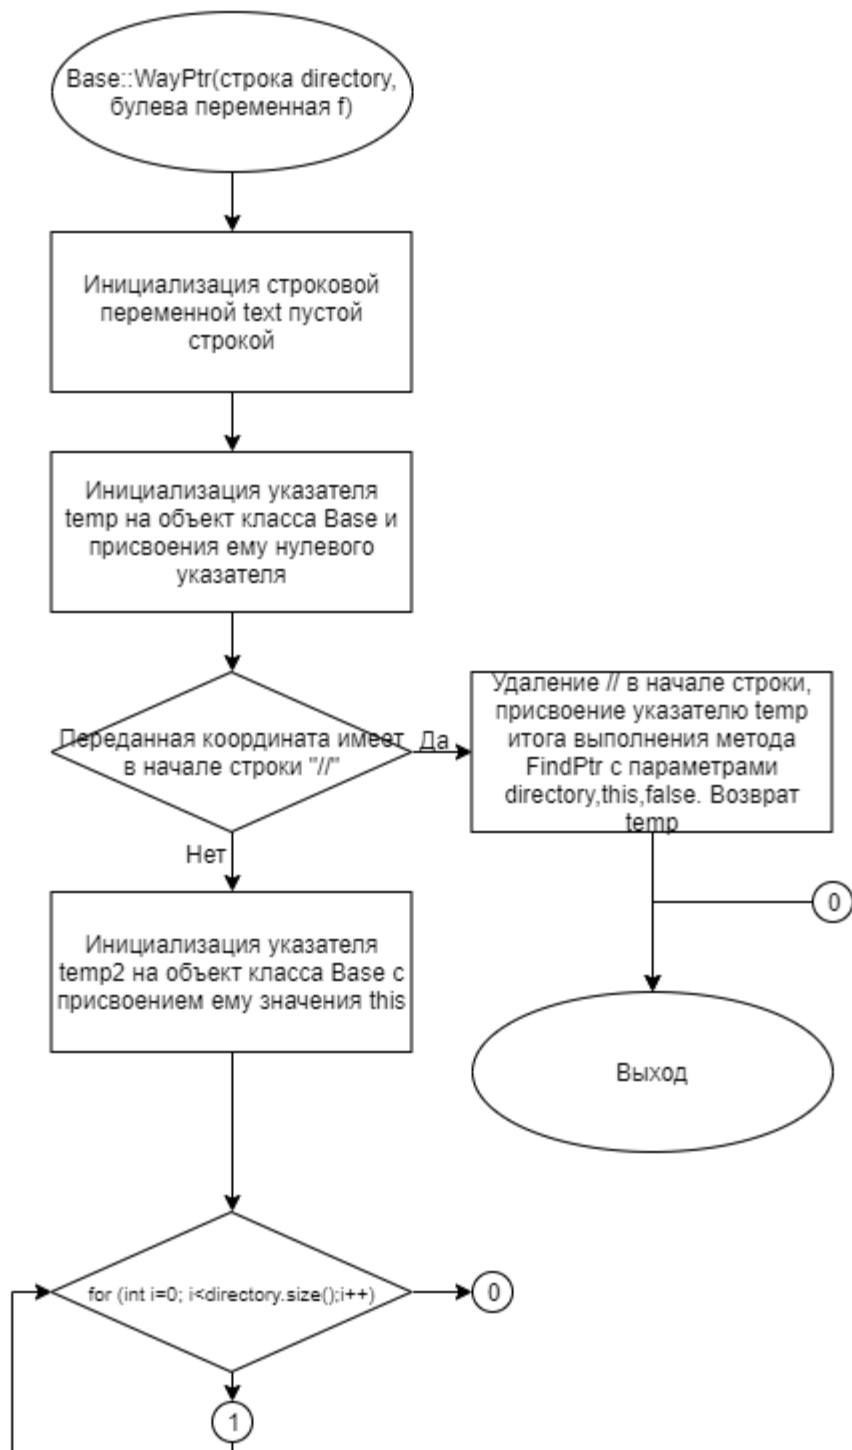 Base::WayPtr(строка directory,
булева переменная f)
Инициализация строковой
переменной text пустой
строкой
Инициализация указателя
temp на объект класса Base и
присвоения ему нулевого
указателя
Переданная координата имеет
в начале строки "//"
Да
Удаление // в начале строки,
присвоение указателю temp
итога выполнения метода
FindPtr с параметрами
directory,this,false. Возврат
temp
Нет
0
Инициализация указателя
temp2 на объект класса Base с
присвоением ему значения this
Выход
for (int i=0; i<directory.size();i++)
0
1